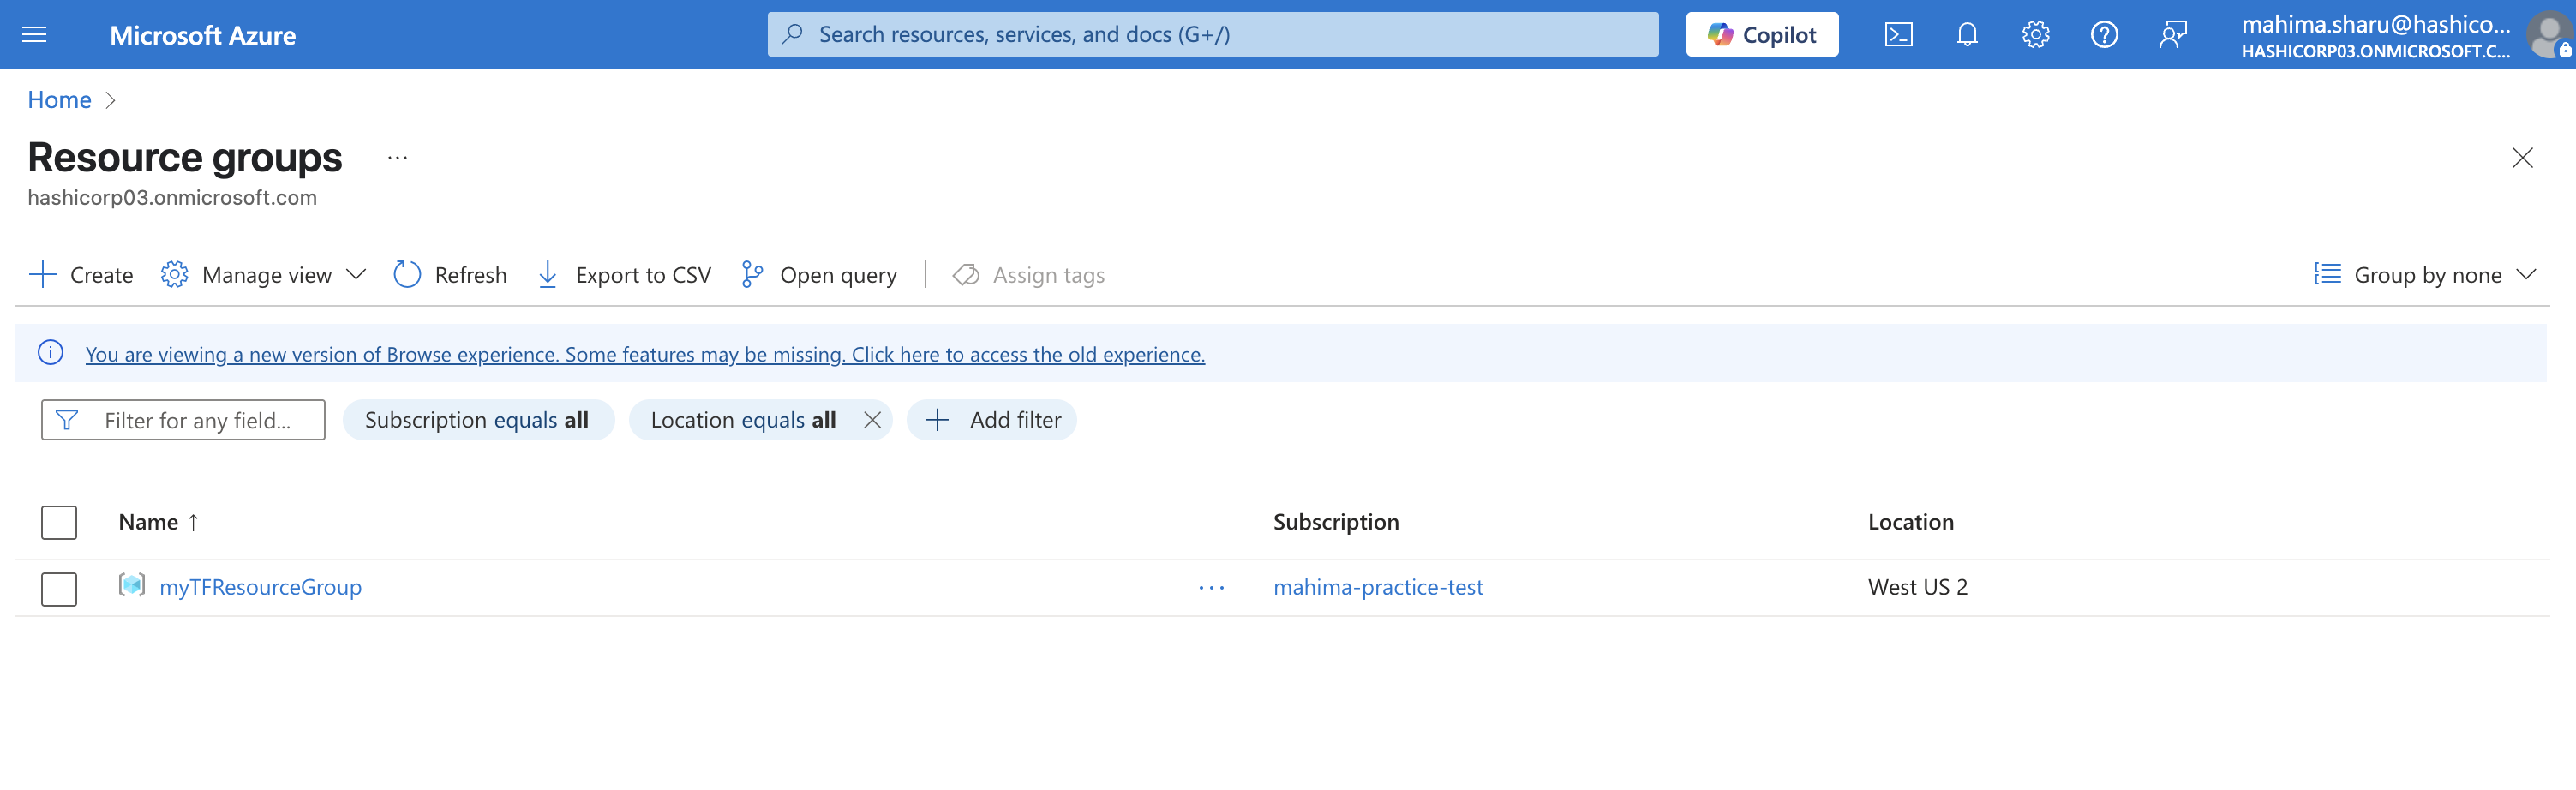 Microsoft Azure
Search resources, services, and docs (G+/)
Copilot
mahima.sharu@hashico...
HASHICORP03.ONMICROSOFT.C...
Home
Resource groups ...
hashicorp03.onmicrosoft.com
Create Manage view Refresh Export to CSV Open query | Assign tags Group by none
You are viewing a new version of Browse experience. Some features may be missing. Click here to access the old experience.
Filter for any field... Subscription equals all Location equals all Add filter
Name ↑ Subscription Location
myTFResourceGroup ... mahima-practice-test West US 2